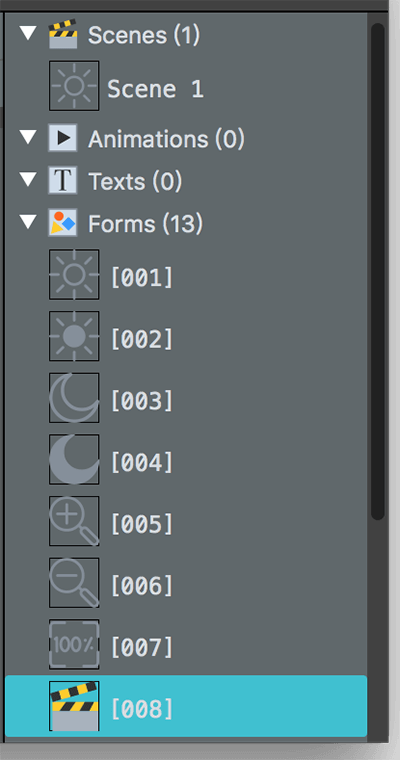 Scenes (1)
Scene 1
Animations (0)
T Texts (0)
Forms (13)
[001]
[002]
[003]
[004]
[005]
[006]
100% [007]
[008]